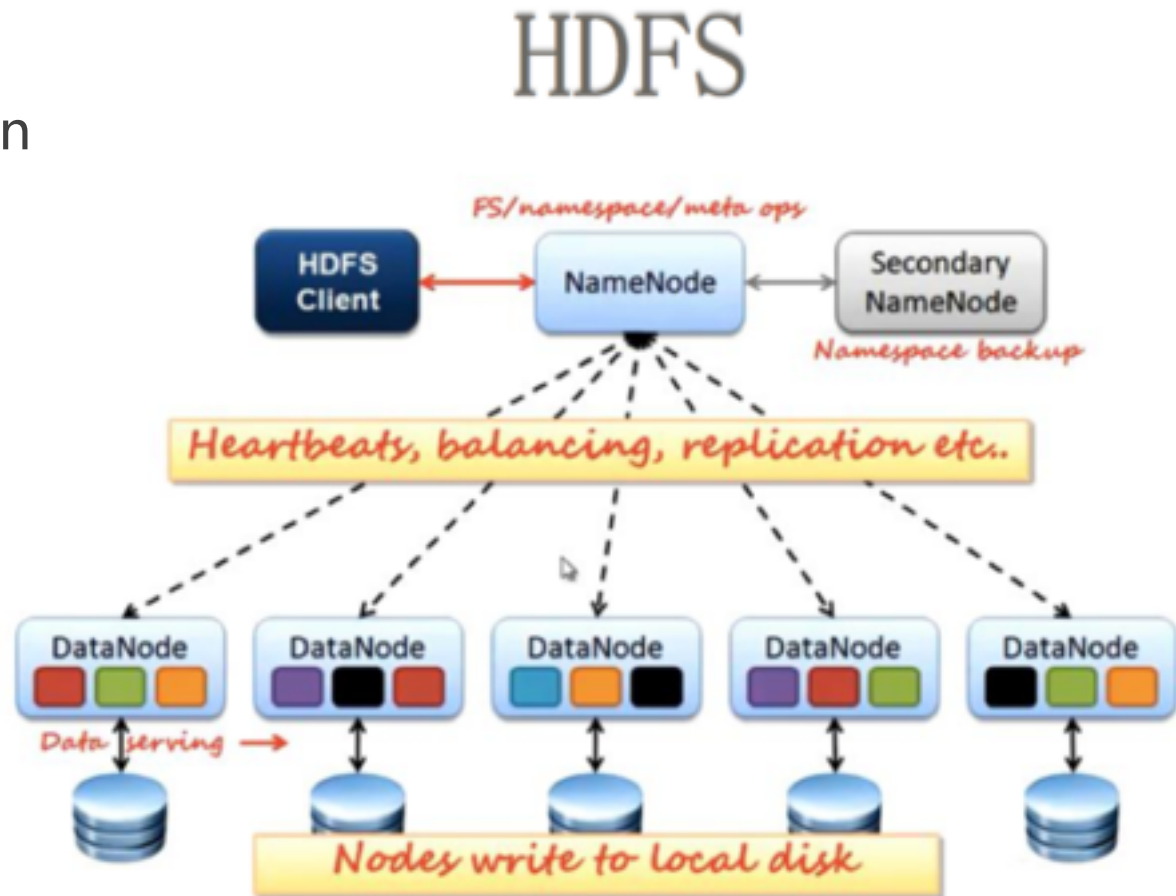 HDFS
n
FS/namespace/meta ops
HDFS
Client
NameNode
Secondary
NameNode
Namespace backup
Heartbeats, balancing, replication etc..
DataNode
DataNode
DataNode
DataNode
DataNode
Data serving
Nodes write to local disk